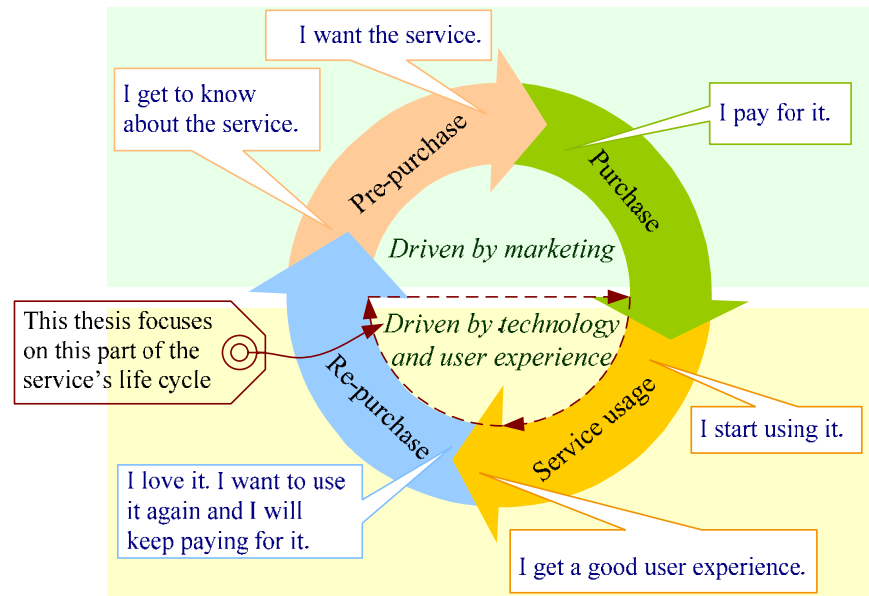 I want the service.
I get to know
about the service.
I pay for it.
Pre-purchase
Purchase
Driven by marketing
This thesis focuses
on this part of the
service's life cycle
Driven by technology
and user experience
Re-purchase
Service usage
I start using it.
I love it. I want to use
it again and I will
keep paying for it.
I get a good user experience.